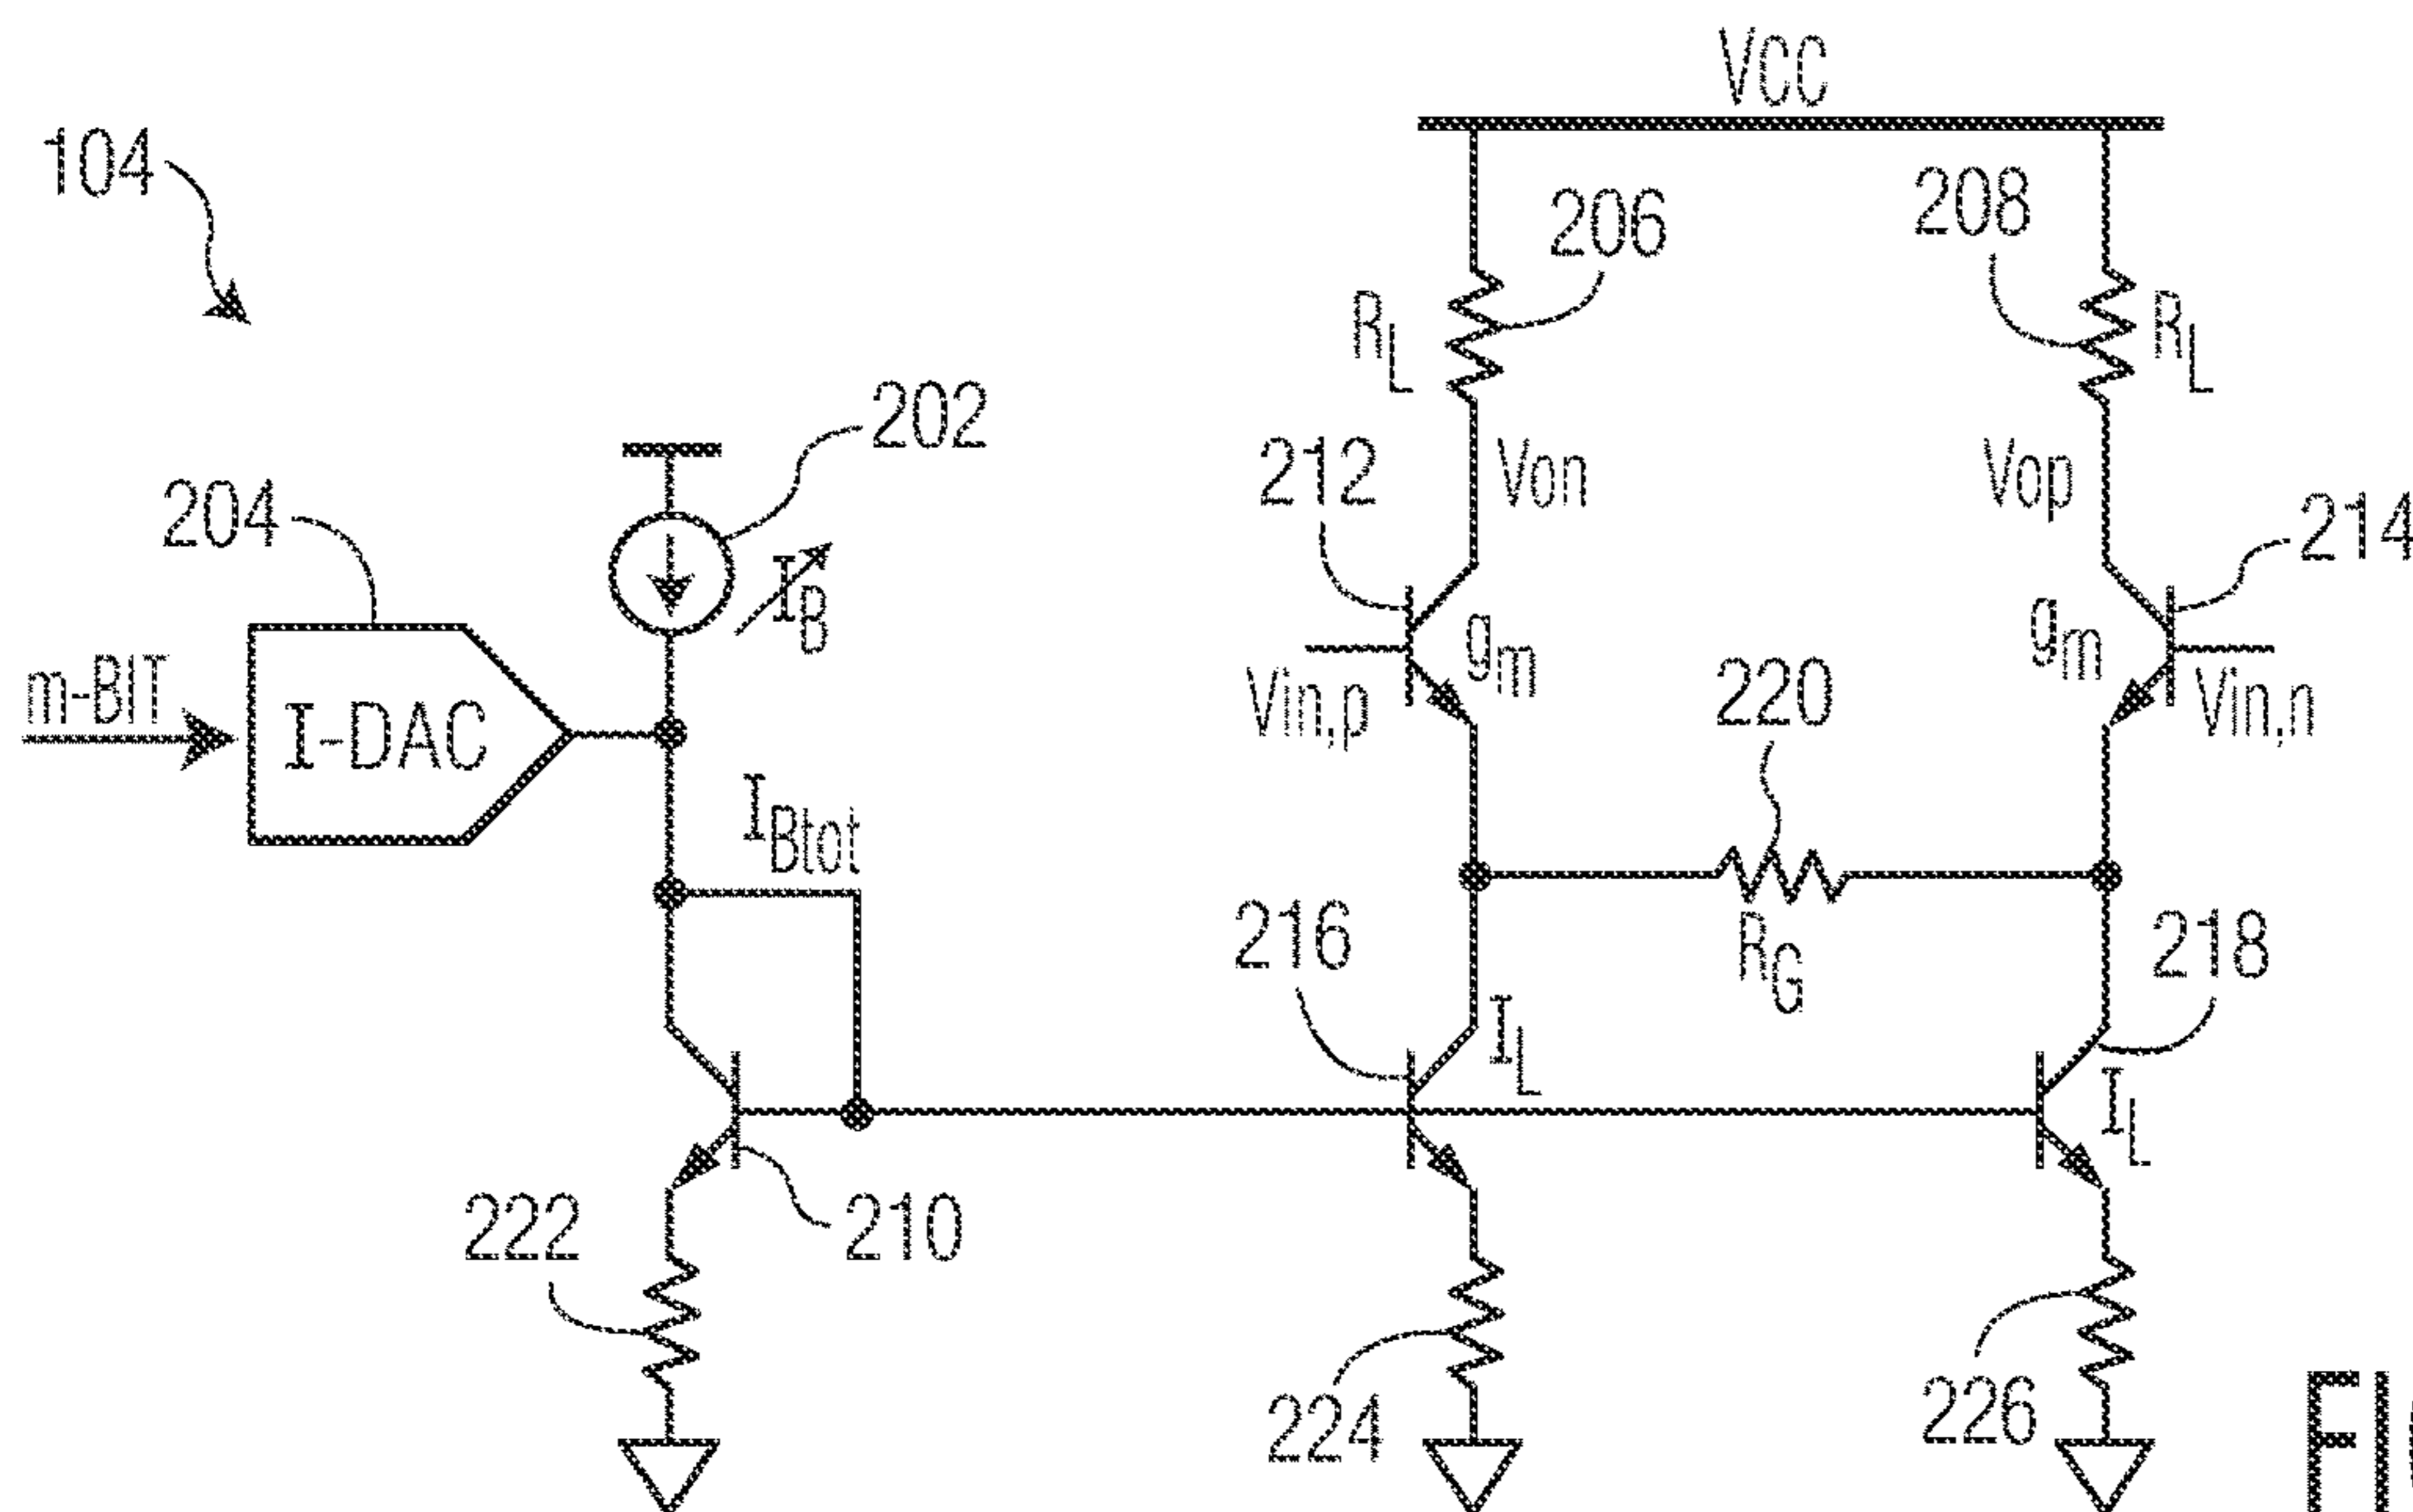 VCC
104
206
208
R_L
R_L
202
212
Von
Vop
214
204
I_B
g_m
g_m
m-BIT
I-DAC
Vin,p
220
Vin,n
I_Btot
216
R_G
218
I_L
I_L
222
210
224
226